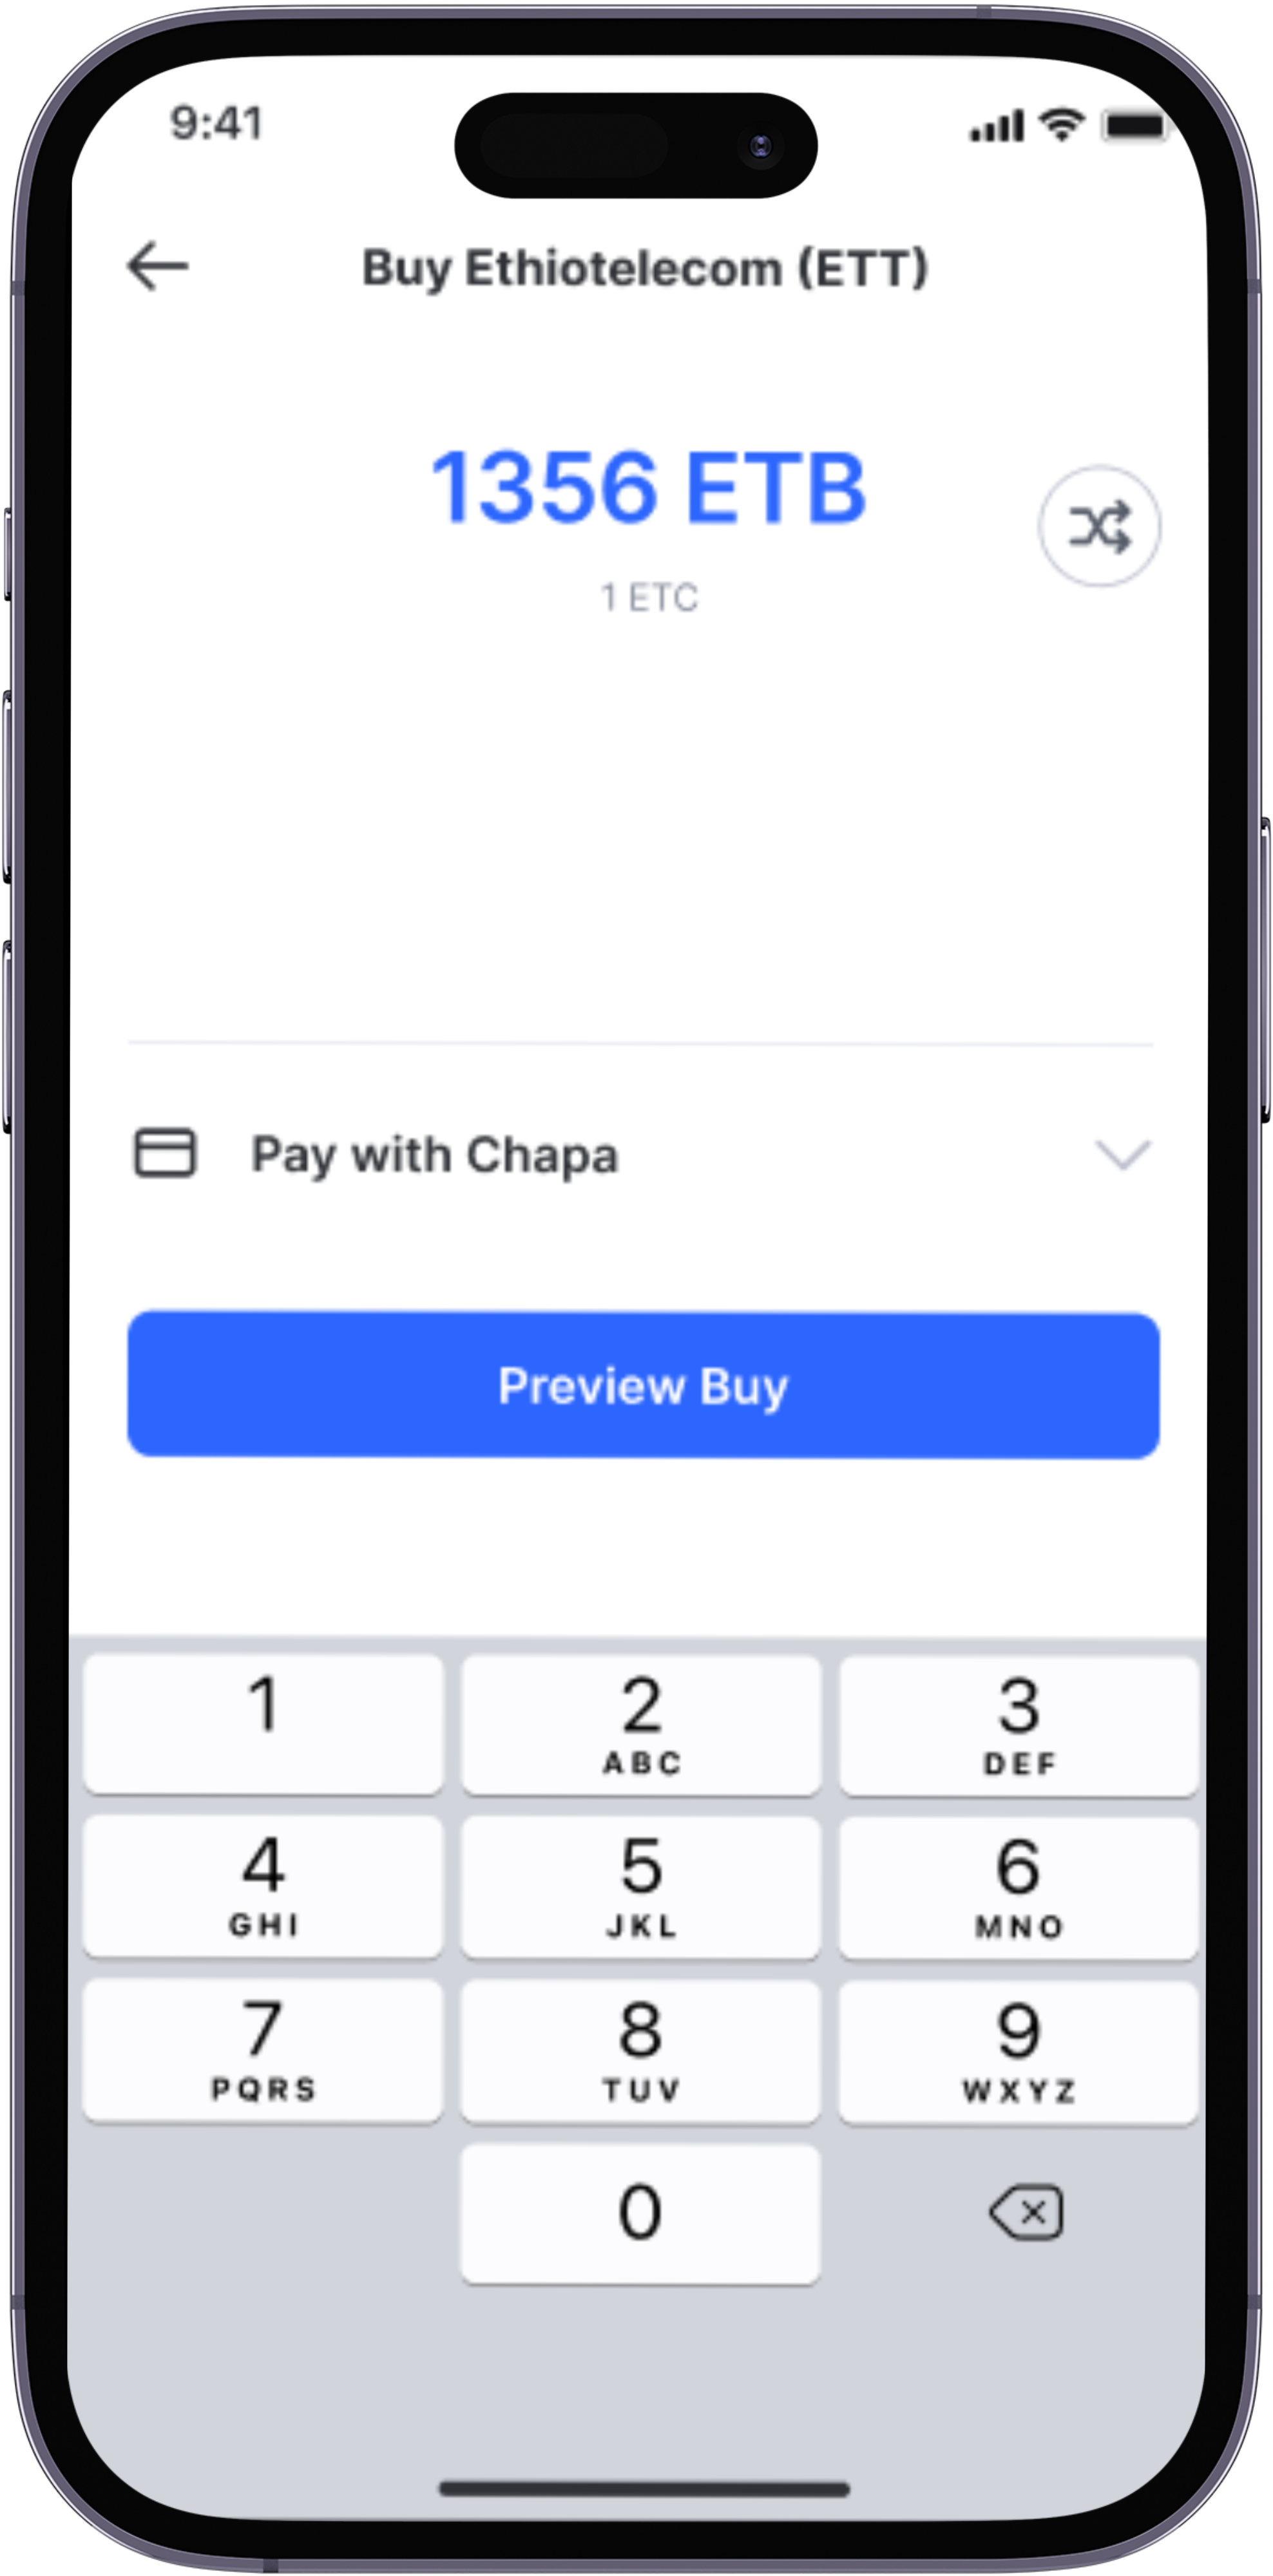 9:41
Buy Ethiotelecom (ETT)
1356 ETB
1 ETC
Pay with Chapa
Preview Buy
1 2 3
ABC DEF
4 5 6
GHI JKL MNO
7 8 9
PQRS TUV WXYZ
0